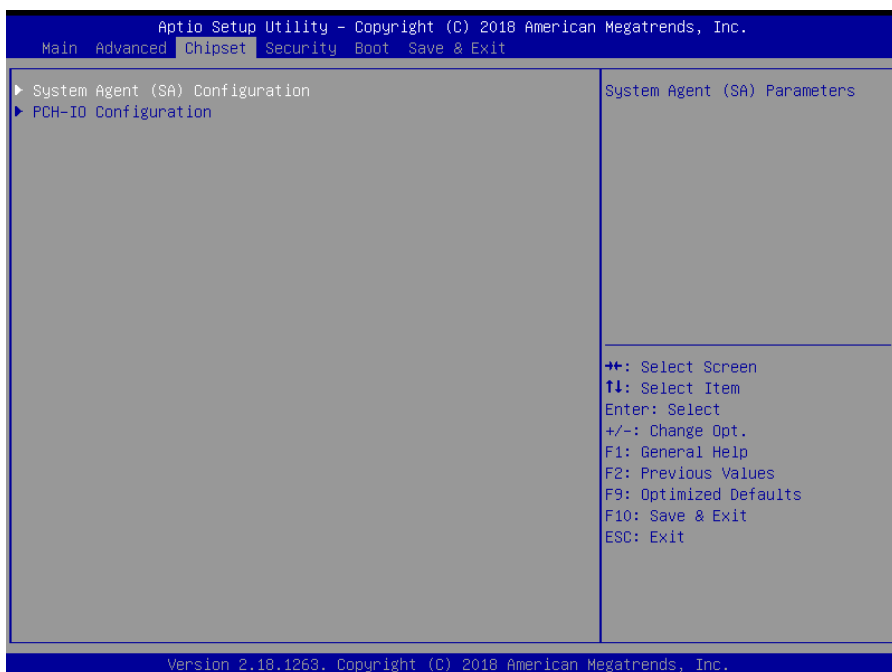 Aptio Setup Utility – Copyright (C) 2018 American Megatrends, Inc.
Main Advanced Chipset Security Boot Save & Exit
System Agent (SA) Configuration
PCH-IO Configuration
System Agent (SA) Parameters
→←: Select Screen
↑↓: Select Item
Enter: Select
+/-: Change Opt.
F1: General Help
F2: Previous Values
F9: Optimized Defaults
F10: Save & Exit
ESC: Exit
Version 2.18.1263. Copyright (C) 2018 American Megatrends, Inc.